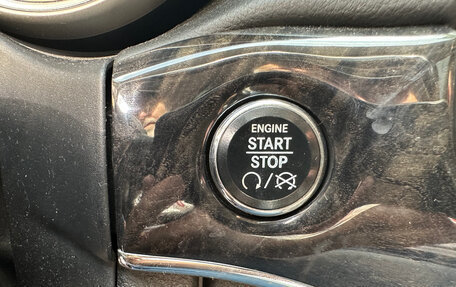 ENGINE
START
STOP
/